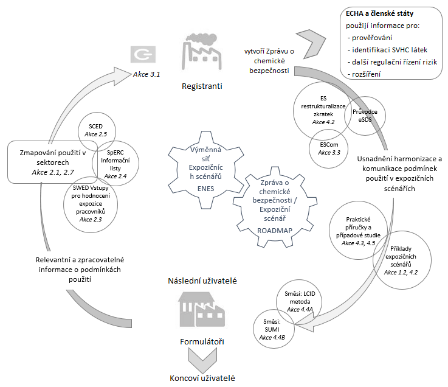 ECHA a členské státy
použijí informace pro:
- prověřování
- identifikaci SVHC látek
- další regulační řízení rizik
- rozšíření
vytvoří Zprávu o
chemické
bezpečnosti
Akce 3.1
Registranti
ES
restrukturalizace
zkratek
Akce 4.2
Průvodce
eSDS
ESCom
Akce 3.3
SCED
Akce 2.5
Zmapování použití v
sektorech
Akce 2.1, 2.7
SpERC
Informační
listy
Akce 2.4
SWED Vstupy
pro hodnocení
expozice
pracovníků
Akce 2.3
Výměnná
síť
Expozičníc
h scénářů
ENES
Zpráva o
chemické
bezpečnosti /
Expoziční
scénář
ROADMAP
Usnadnění harmonizace a
komunikace podmínek
použití v expozičních
scénářích
Praktické
příručky a
případové studie
Akce 4.3, 4.5
Příklady
expozičních
scénářů
Akce 1.2, 4.2
Relevantní a zpracovatelné
informace o podmínkách
použití
Následní uživatelé
Směsi: LCID
metoda
Akce 4.4A
Směsi:
SUMI
Akce 4.4B
Formulátoři
Koncoví uživatelé